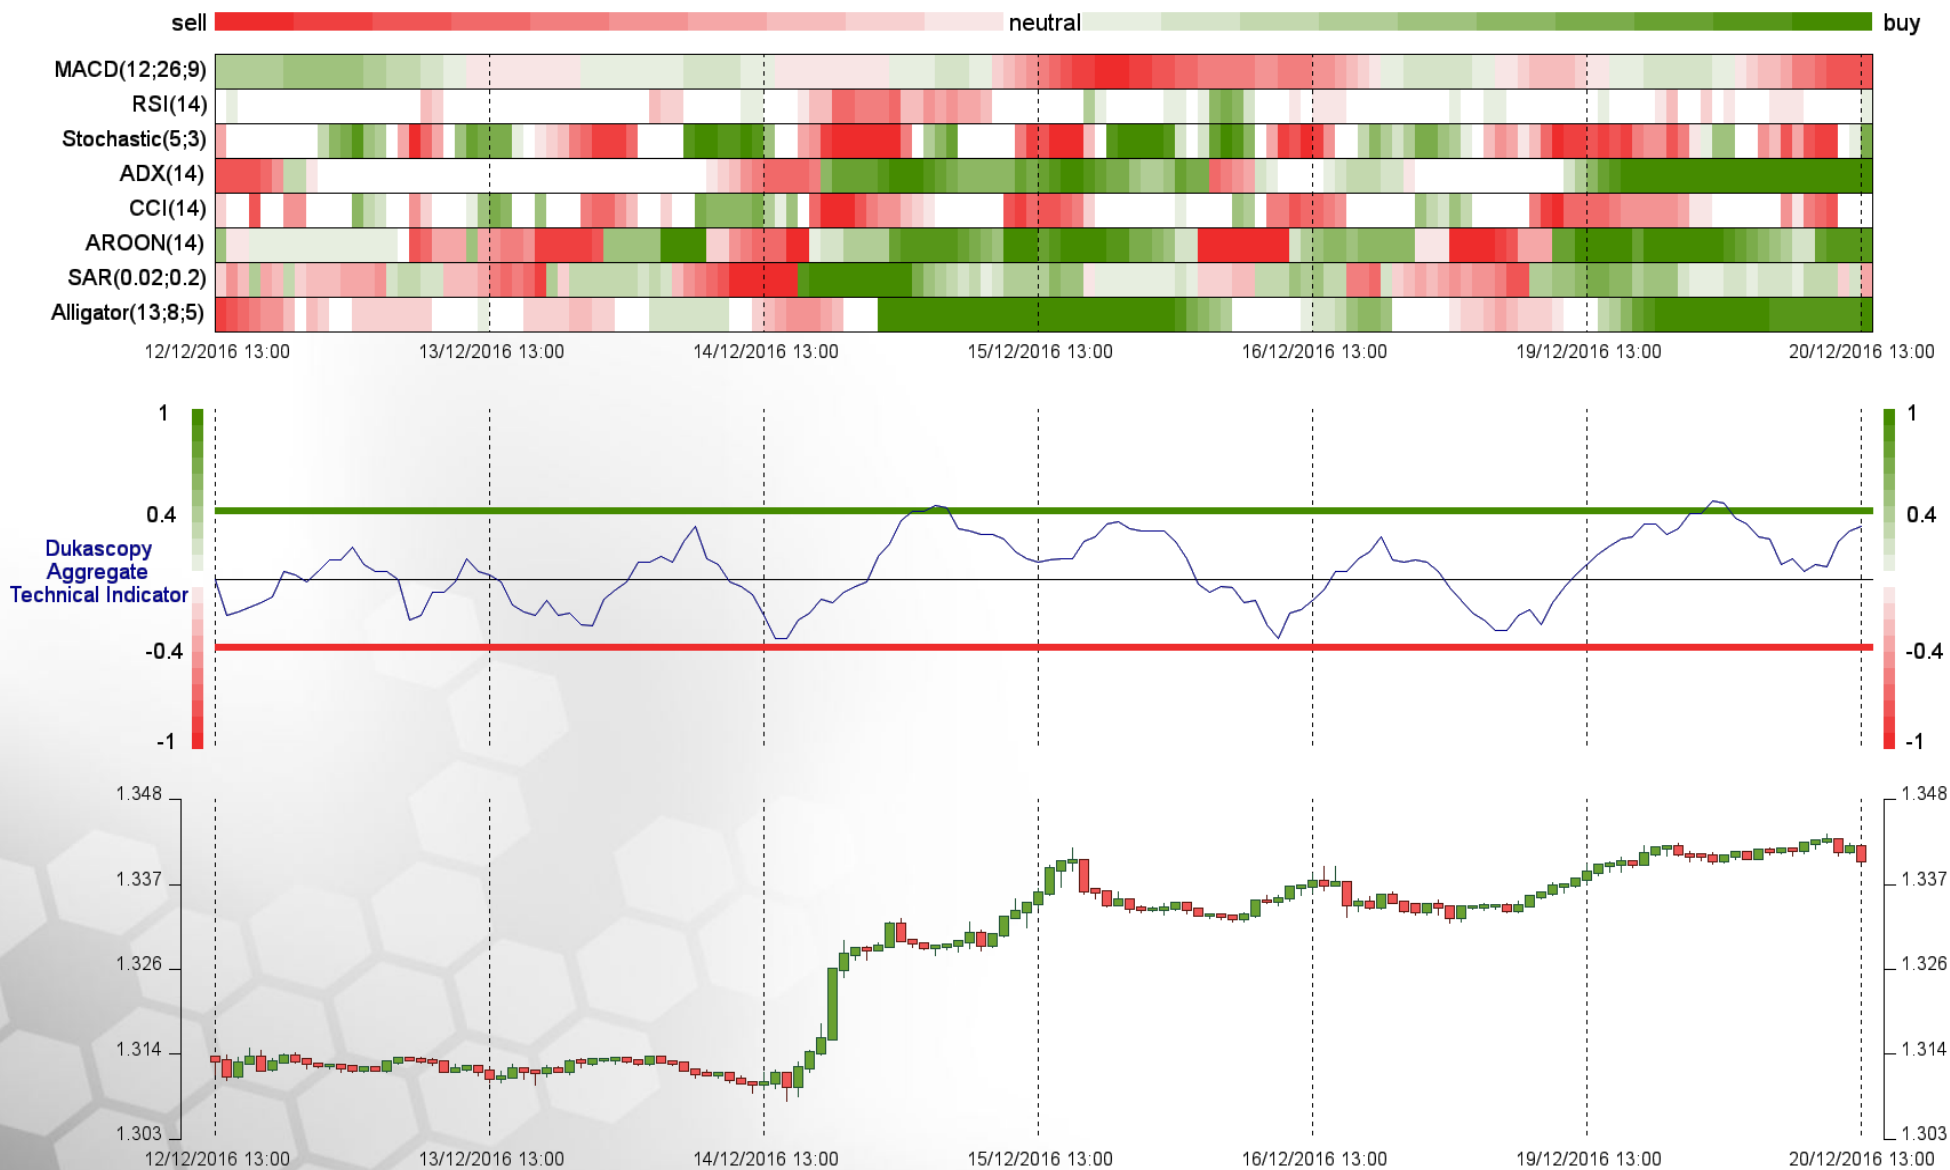 sell neutral buy
MACD(12;26;9)
RSI(14)
Stochastic(5;3)
ADX(14)
CCI(14)
AROON(14)
SAR(0.02;0.2)
Alligator(13;8;5)
12/12/2016 13:00 13/12/2016 13:00 14/12/2016 13:00 15/12/2016 13:00 16/12/2016 13:00 19/12/2016 13:00 20/12/2016 13:00
1 1
0.4 0.4
Dukascopy
Aggregate
Technical Indicator
-0.4 -0.4
-1 -1
1.348 1.348
1.337 1.337
1.326 1.326
1.314 1.314
1.303 1.303
12/12/2016 13:00 13/12/2016 13:00 14/12/2016 13:00 15/12/2016 13:00 16/12/2016 13:00 19/12/2016 13:00 20/12/2016 13:00